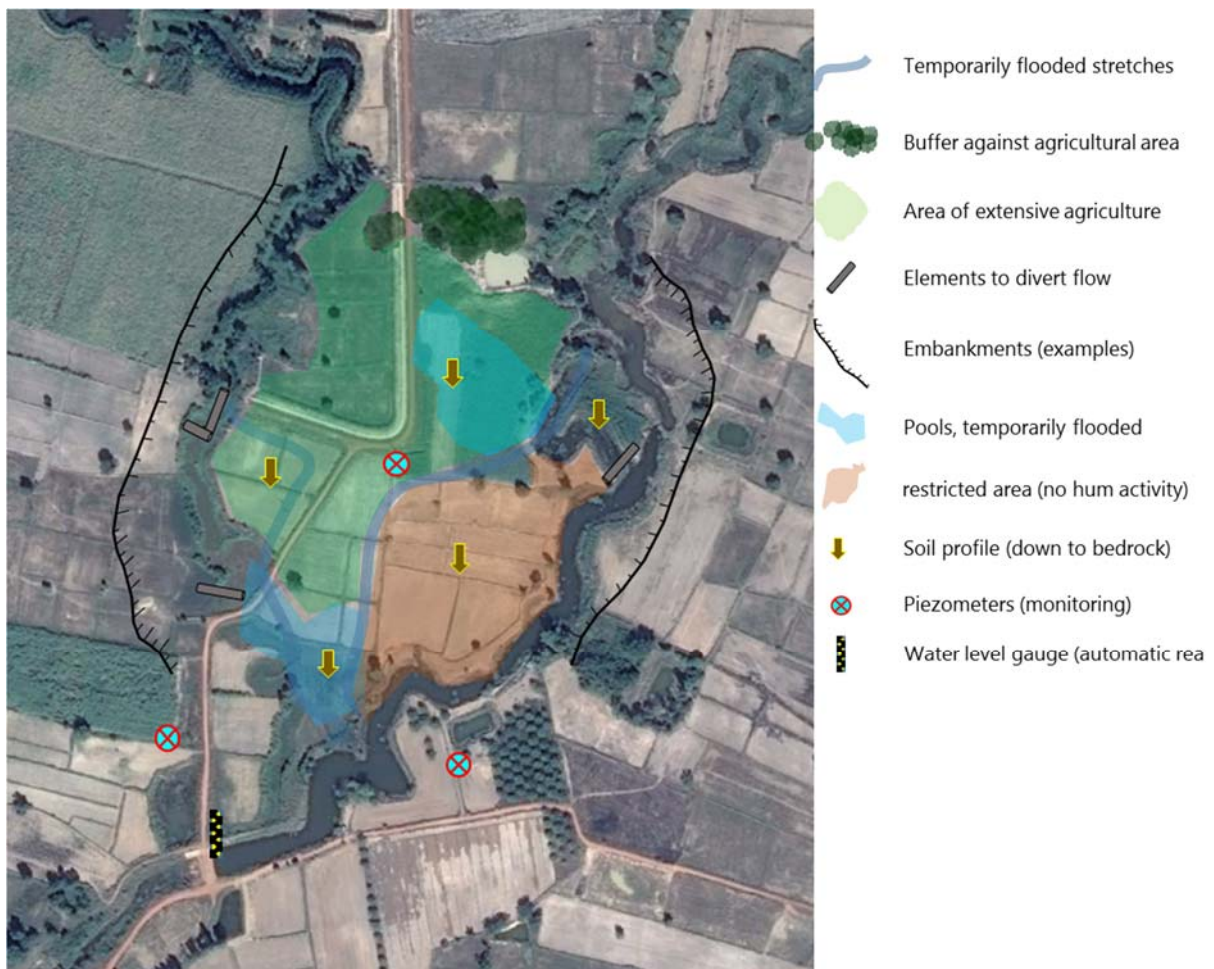 Temporarily flooded stretches
Buffer against agricultural area
Area of extensive agriculture
Elements to divert flow
Embankments (examples)
Pools, temporarily flooded
restricted area (no hum activity)
Soil profile (down to bedrock)
Piezometers (monitoring)
Water level gauge (automatic rea